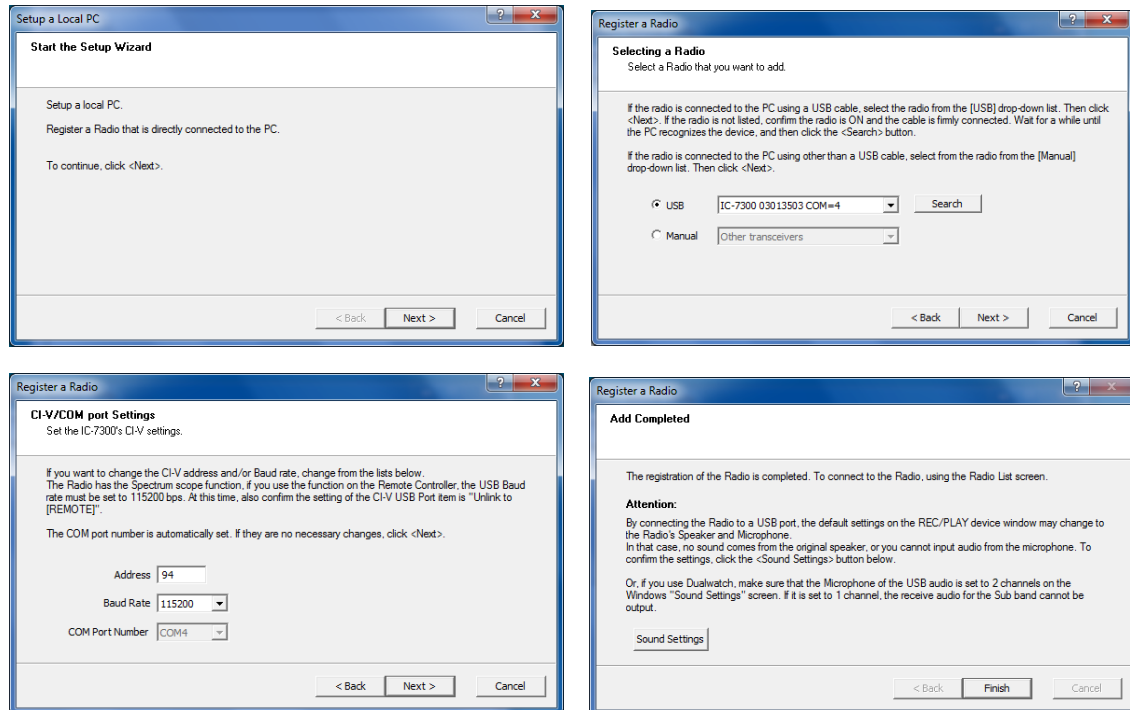 Setup a Local PC
Start the Setup Wizard
Setup a local PC.
Register a Radio that is directly connected to the PC.
To continue, click <Next>.
< Back
Next >
Cancel
Register a Radio
Selecting a Radio
Select a Radio that you want to add.
If the radio is connected to the PC using a USB cable, select the radio from the [USB] drop-down list. Then click
<Next>. If the radio is not listed, confirm the radio is ON and the cable is firmly connected. Wait for a while until
the PC recognizes the device, and then click the <Search> button.
If the radio is connected to the PC using other than a USB cable, select from the radio from the [Manual]
drop-down list. Then click <Next>.
USB
IC-7300 03013503 COM=4
Search
Manual
Other transceivers
< Back
Next >
Cancel
Register a Radio
CI-V/COM port Settings
Set the IC-7300's CI-V settings.
If you want to change the CI-V address and/or Baud rate, change from the lists below.
The Radio has the Spectrum scope function, if you use the function on the Remote Controller, the USB Baud
rate must be set to 115200 bps. At this time, also confirm the setting of the CI-V USB Port item is "Unlink to
[REMOTE]".
The COM port number is automatically set. If they are no necessary changes, click <Next>.
Address
94
Baud Rate
115200
COM Port Number
COM4
< Back
Next >
Cancel
Register a Radio
Add Completed
The registration of the Radio is completed. To connect to the Radio, using the Radio List screen.
Attention:
By connecting the Radio to a USB port, the default settings on the REC/PLAY device window may change to
the Radio's Speaker and Microphone.
In that case, no sound comes from the original speaker, or you cannot input audio from the microphone. To
confirm the settings, click the <Sound Settings> button below.
Or, if you use Dualwatch, make sure that the Microphone of the USB audio is set to 2 channels on the
Windows "Sound Settings" screen. If it is set to 1 channel, the receive audio for the Sub band cannot be
output.
Sound Settings
< Back
Finish
Cancel